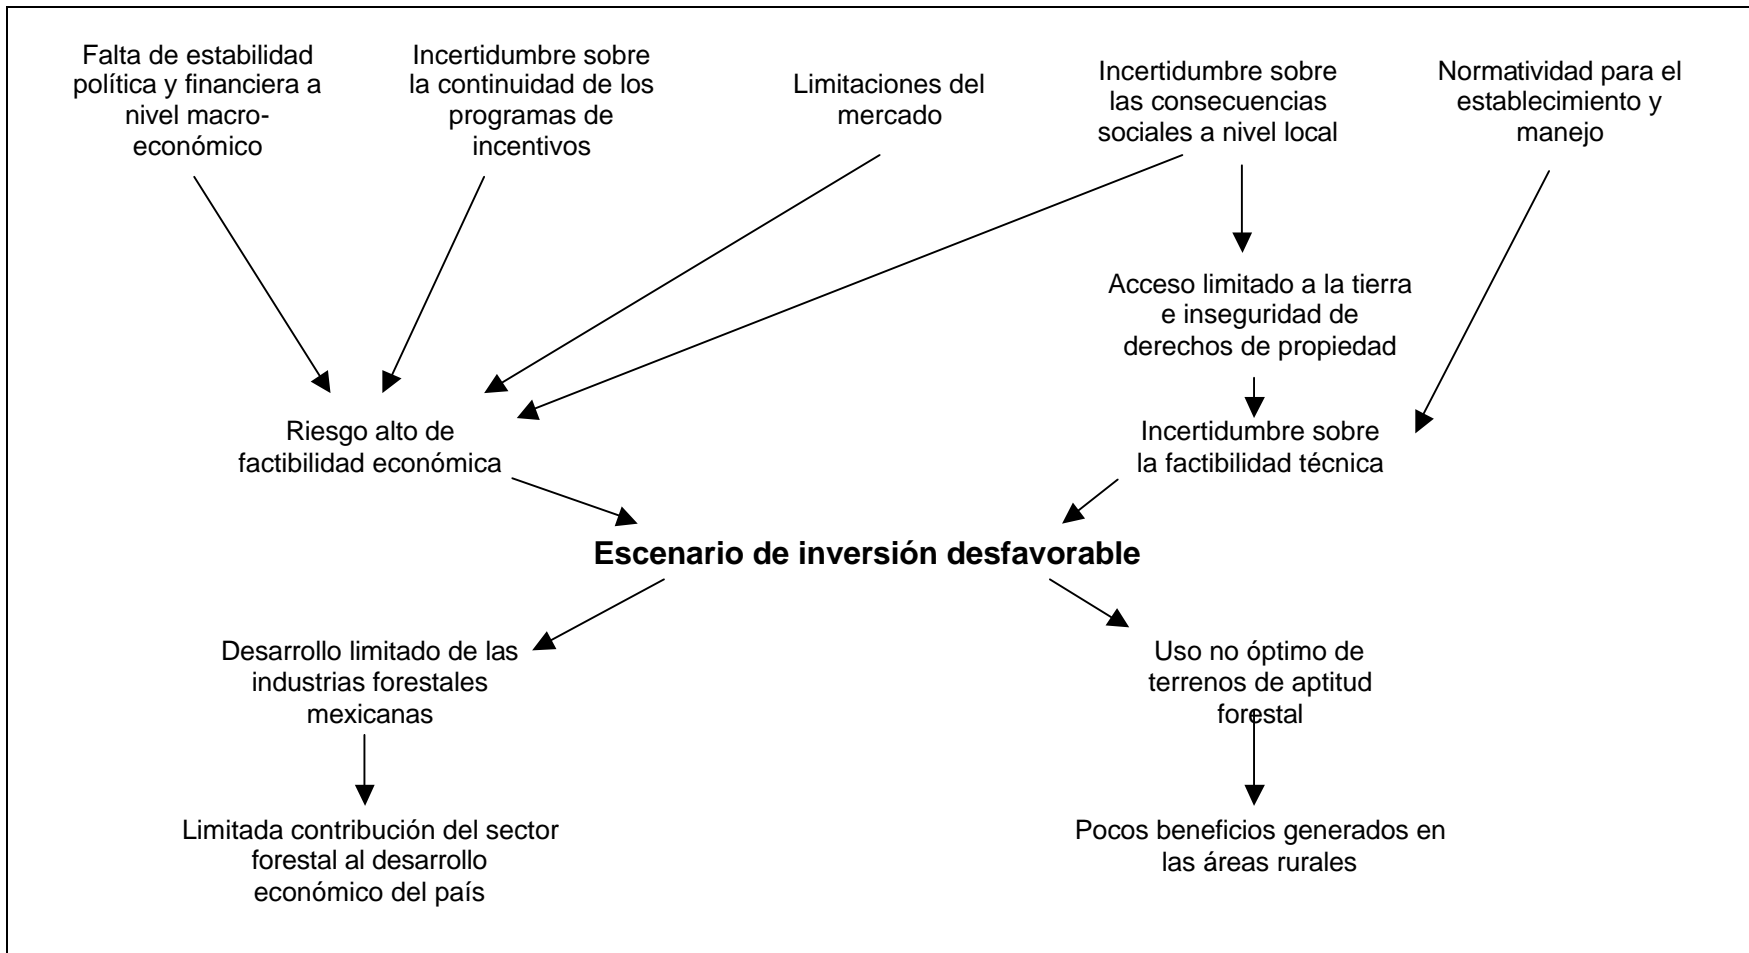 Falta de estabilidad
política y financiera a
nivel macro-
económico
Incertidumbre sobre
la continuidad de los
programas de
incentivos
Limitaciones del
mercado
Incertidumbre sobre
las consecuencias
sociales a nivel local
Normatividad para el
establecimiento y
manejo
Acceso limitado a la tierra
e inseguridad de
derechos de propiedad
Riesgo alto de
factibilidad económica
Incertidumbre sobre
la factibilidad técnica
Escenario de inversión desfavorable
Desarrollo limitado de las
industrias forestales
mexicanas
Uso no óptimo de
terrenos de aptitud
forestal
Limitada contribución del sector
forestal al desarrollo
económico del país
Pocos beneficios generados en
las áreas rurales